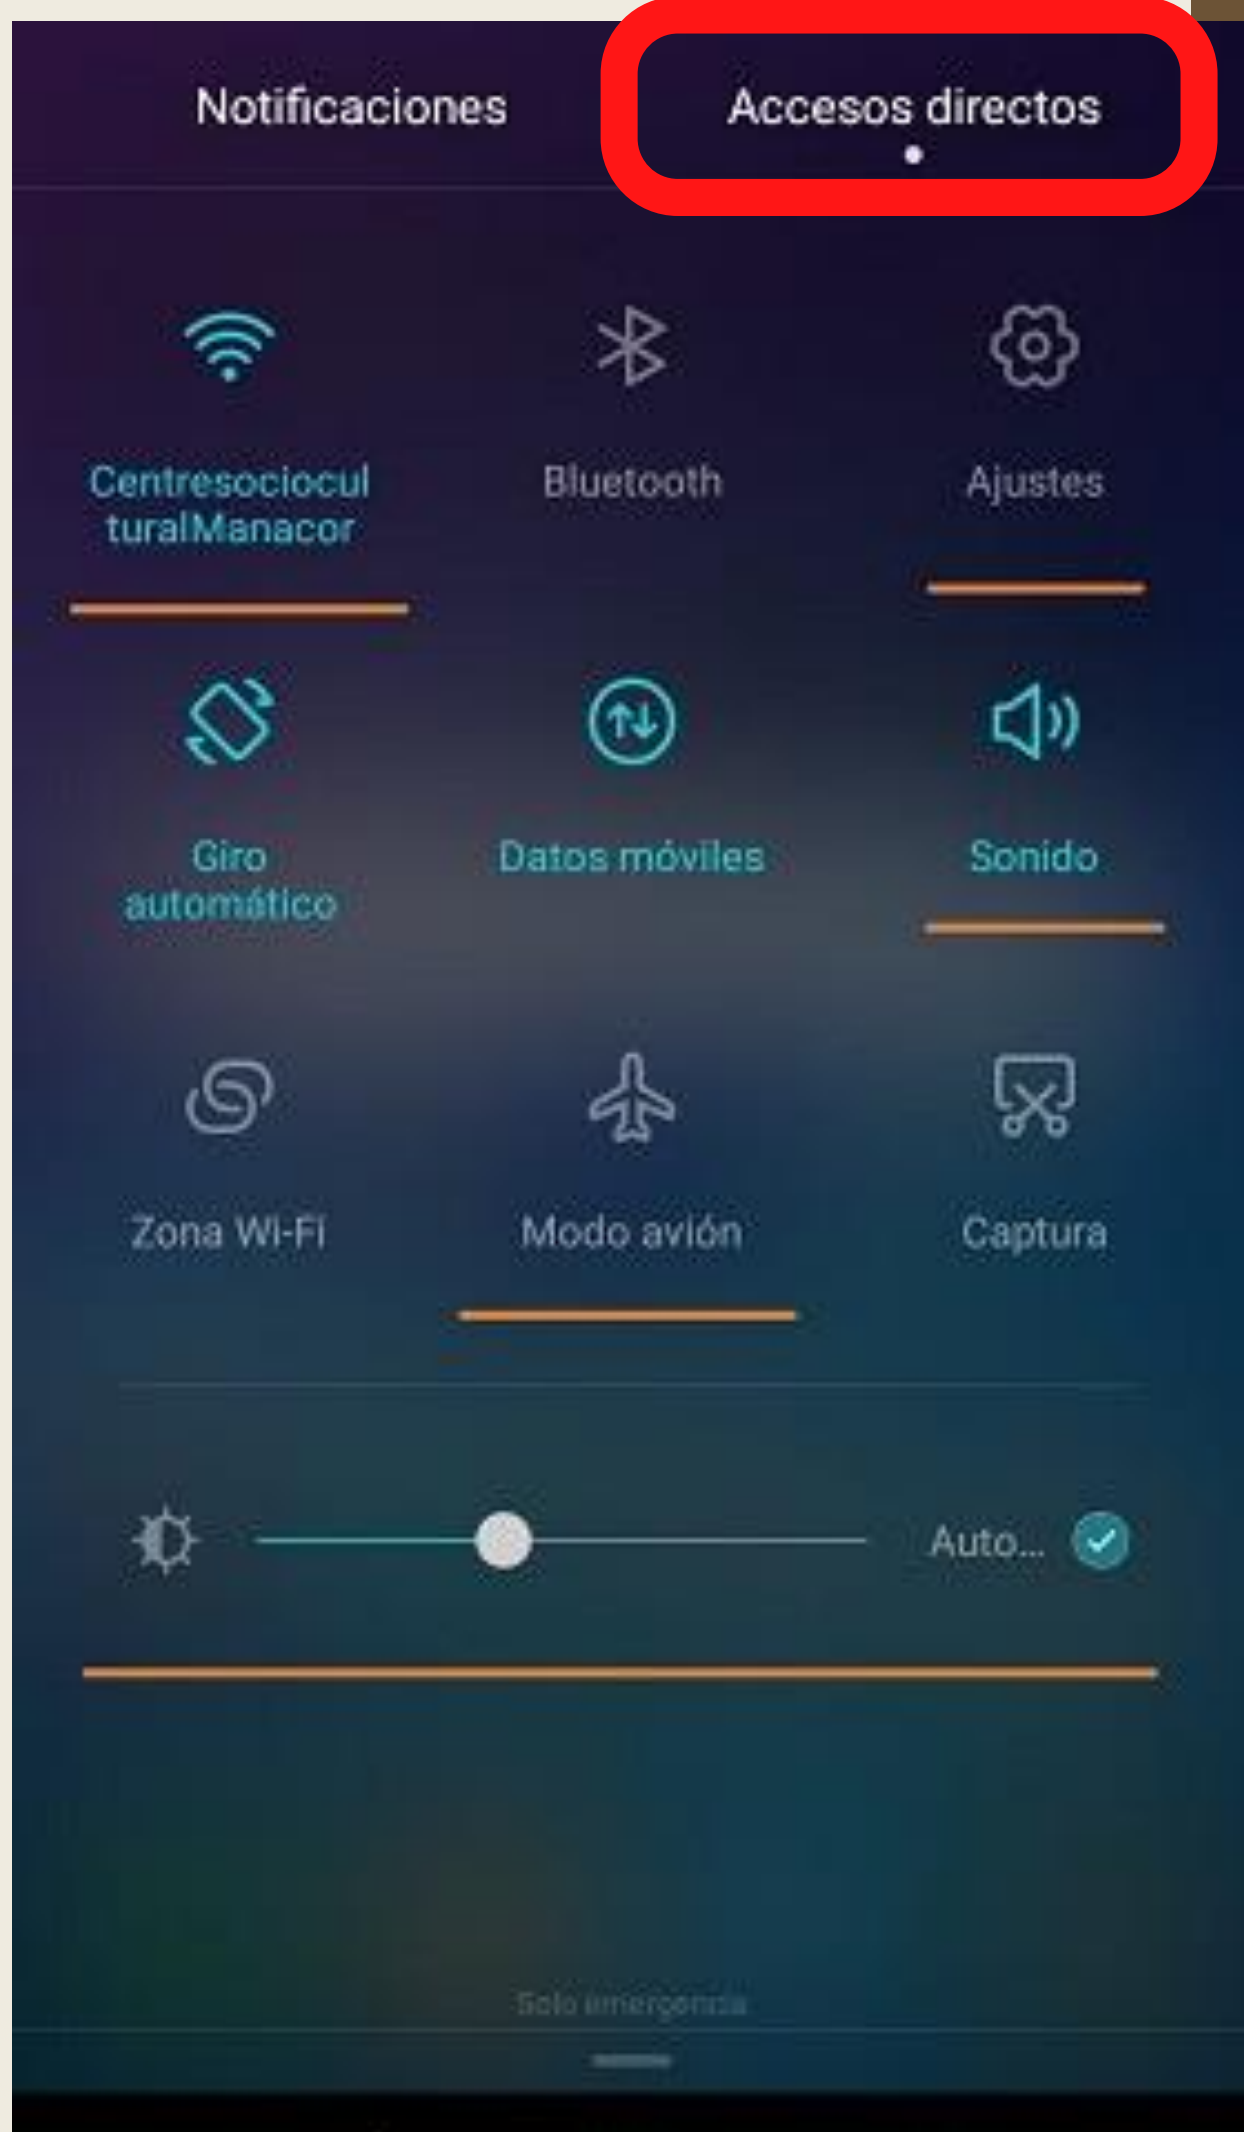 Notificaciones
Accesos directos
Centresociocul
turalManacor
Bluetooth
Ajustes
Giro
automático
Datos móviles
Sonido
Zona Wi-Fi
Modo avión
Captura
Auto...
Solo emergencia